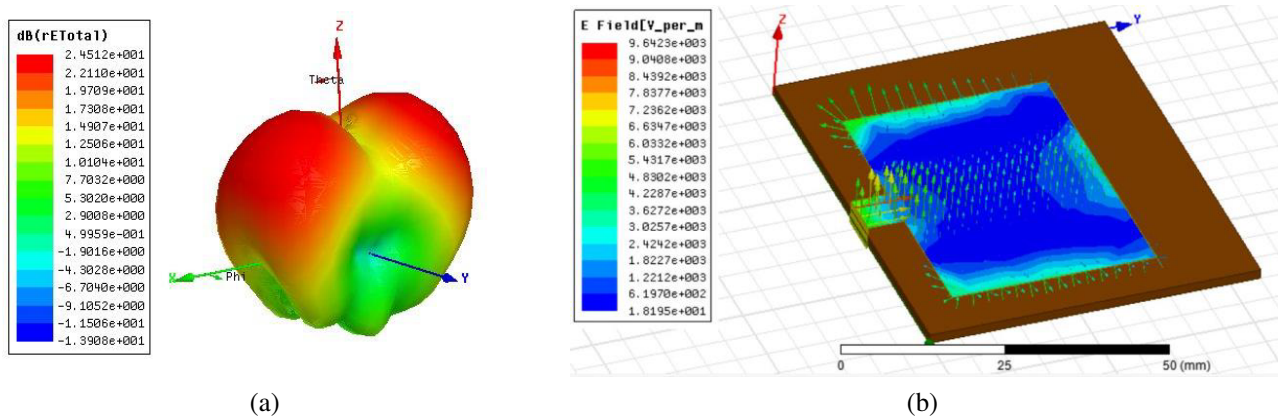 dB(rETotal)
2.4512e+001
2.2110e+001
1.9709e+001
1.7308e+001
1.4907e+001
1.2506e+001
1.0104e+001
7.7032e+000
5.3020e+000
2.9008e+000
4.9959e-001
-1.9016e+000
-4.3028e+000
-6.7040e+000
-9.1052e+000
-1.1506e+001
-1.3908e+001
Z
Theta
X
Phi
Y
(a)
E Field[V_per_m
9.6423e+003
9.0408e+003
8.4392e+003
7.8377e+003
7.2362e+003
6.6347e+003
6.0332e+003
5.4317e+003
4.8302e+003
4.2287e+003
3.6272e+003
3.0257e+003
2.4242e+003
1.8227e+003
1.2212e+003
6.1970e+002
1.8195e+001
Z
Y
0 25 50 (mm)
(b)